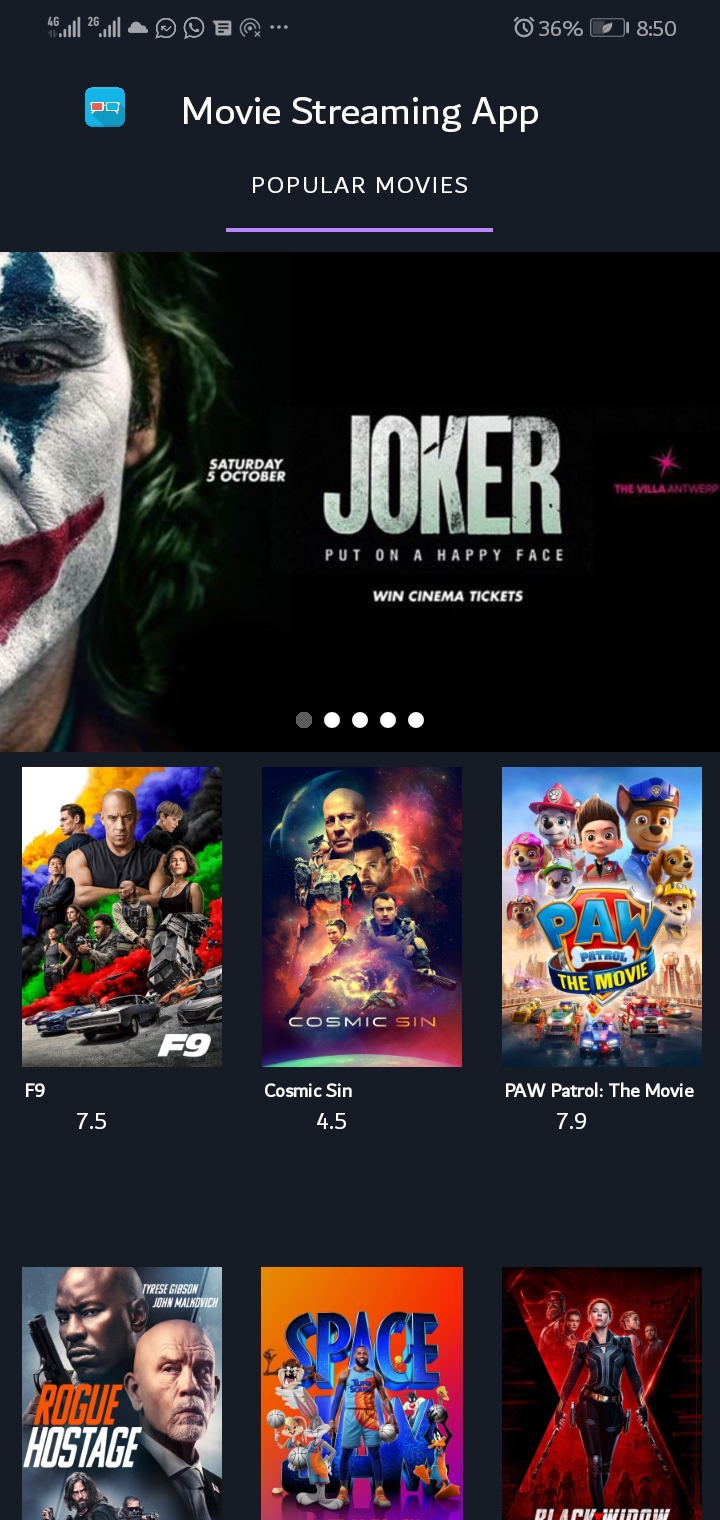 4G 2G 36% 8:50
Movie Streaming App
POPULAR MOVIES
SATURDAY
5 OCTOBER
JOKER
PUT ON A HAPPY FACE
WIN CINEMA TICKETS
THE VILLA ANTWERP
F9
COSMIC SIN
PAW
PATROL
THE MOVIE
F9
Cosmic Sin
PAW Patrol: The Movie
7.5
4.5
7.9
TYRESE GIBSON
JOHN MALKOVICH
ROGUE
HOSTAGE
SPACE
JAM
BLACK WIDOW